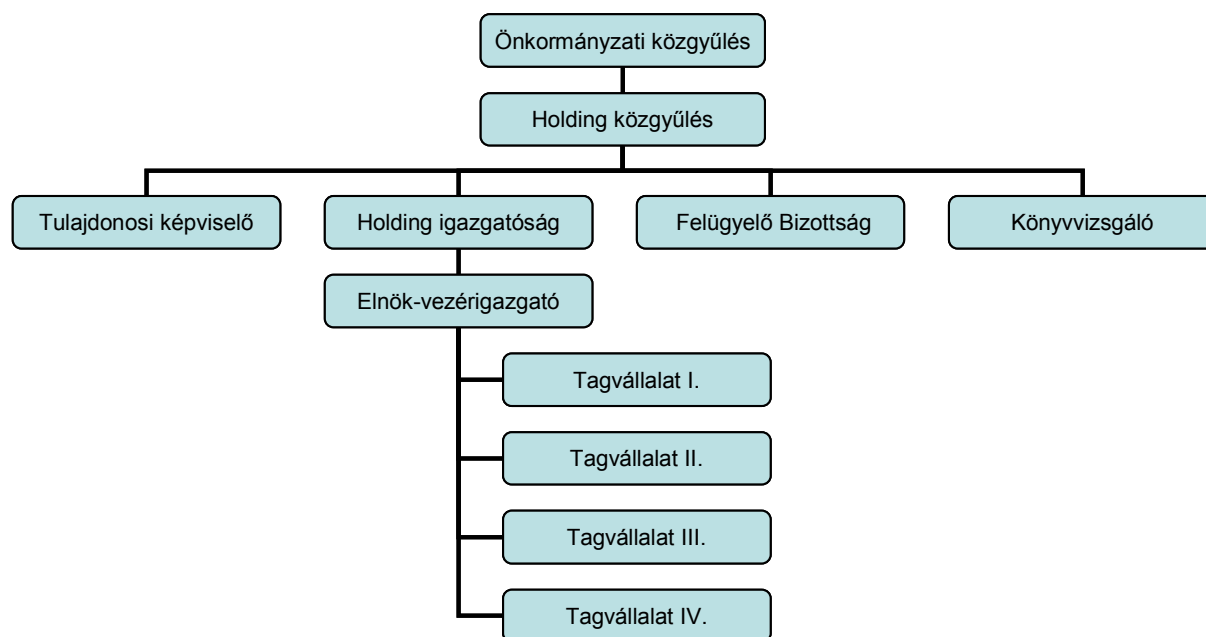 Önkormányzati közgyűlés
Holding közgyűlés
Tulajdonosi képviselő
Holding igazgatóság
Felügyelő Bizottság
Könyvvizsgáló
Elnök-vezérigazgató
Tagvállalat I.
Tagvállalat II.
Tagvállalat III.
Tagvállalat IV.